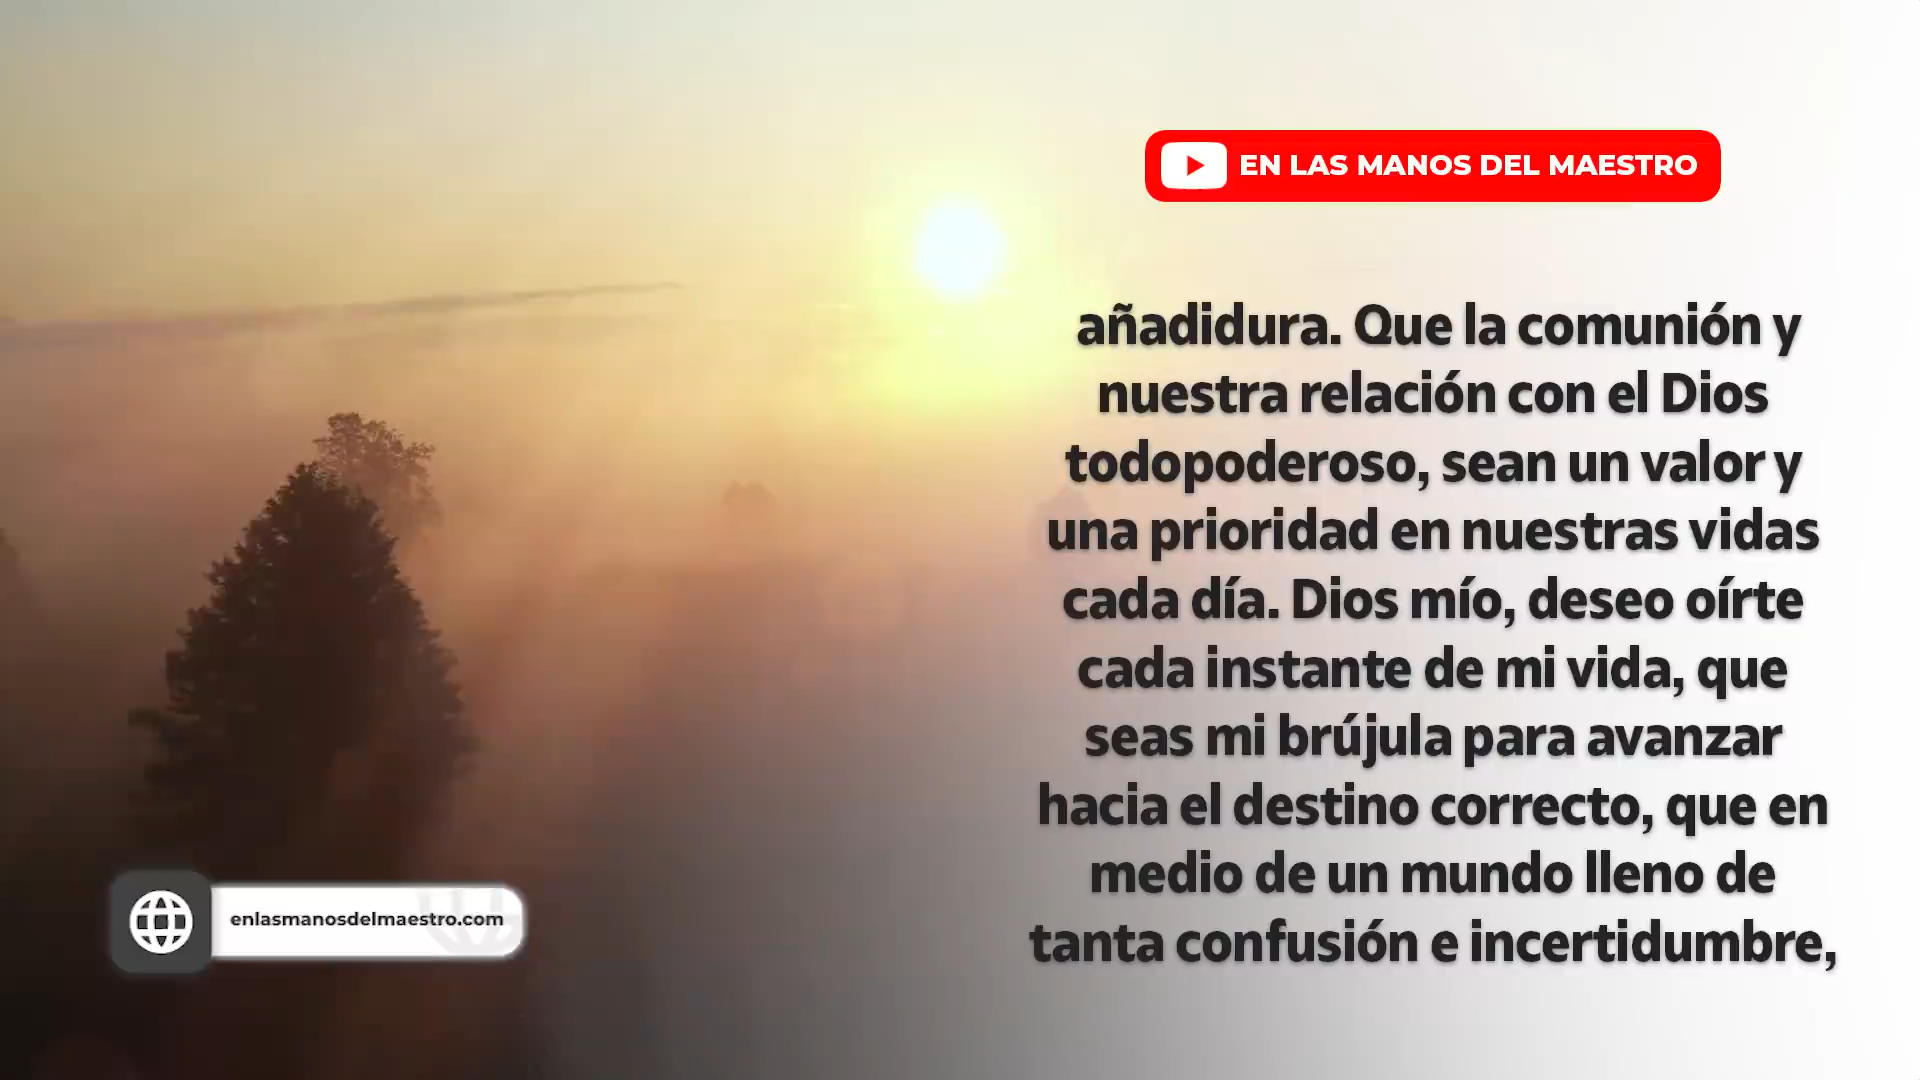 EN LAS MANOS DEL MAESTRO
añadidura. Que la comunión y
nuestra relación con el Dios
todopoderoso, sean un valor y
una prioridad en nuestras vidas
cada día. Dios mío, deseo oírte
cada instante de mi vida, que
seas mi brújula para avanzar
hacia el destino correcto, que en
medio de un mundo lleno de
tanta confusión e incertidumbre,
enlasmanosdelmaestro.com